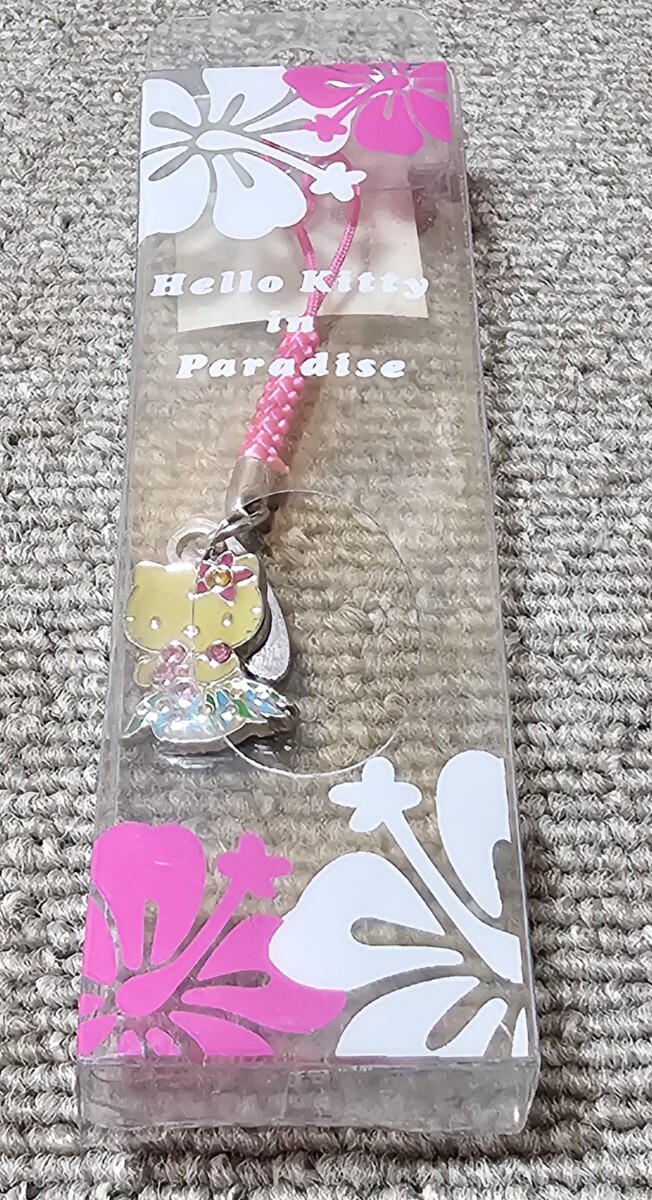 Hello Kitty
in
Paradise